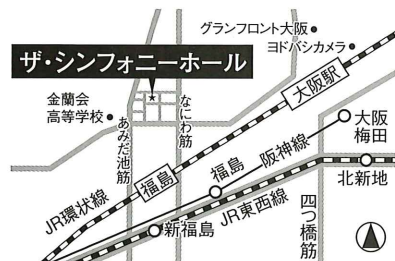 グランフロント大阪
ヨドバシカメラ
ザ・シンフォニーホール
金蘭会
高等学校
あみだ池筋
なにわ筋
大阪駅
大阪
梅田
福島
福島
阪神線
北新地
JR環状線
JR東西線
新福島
四つ橋筋